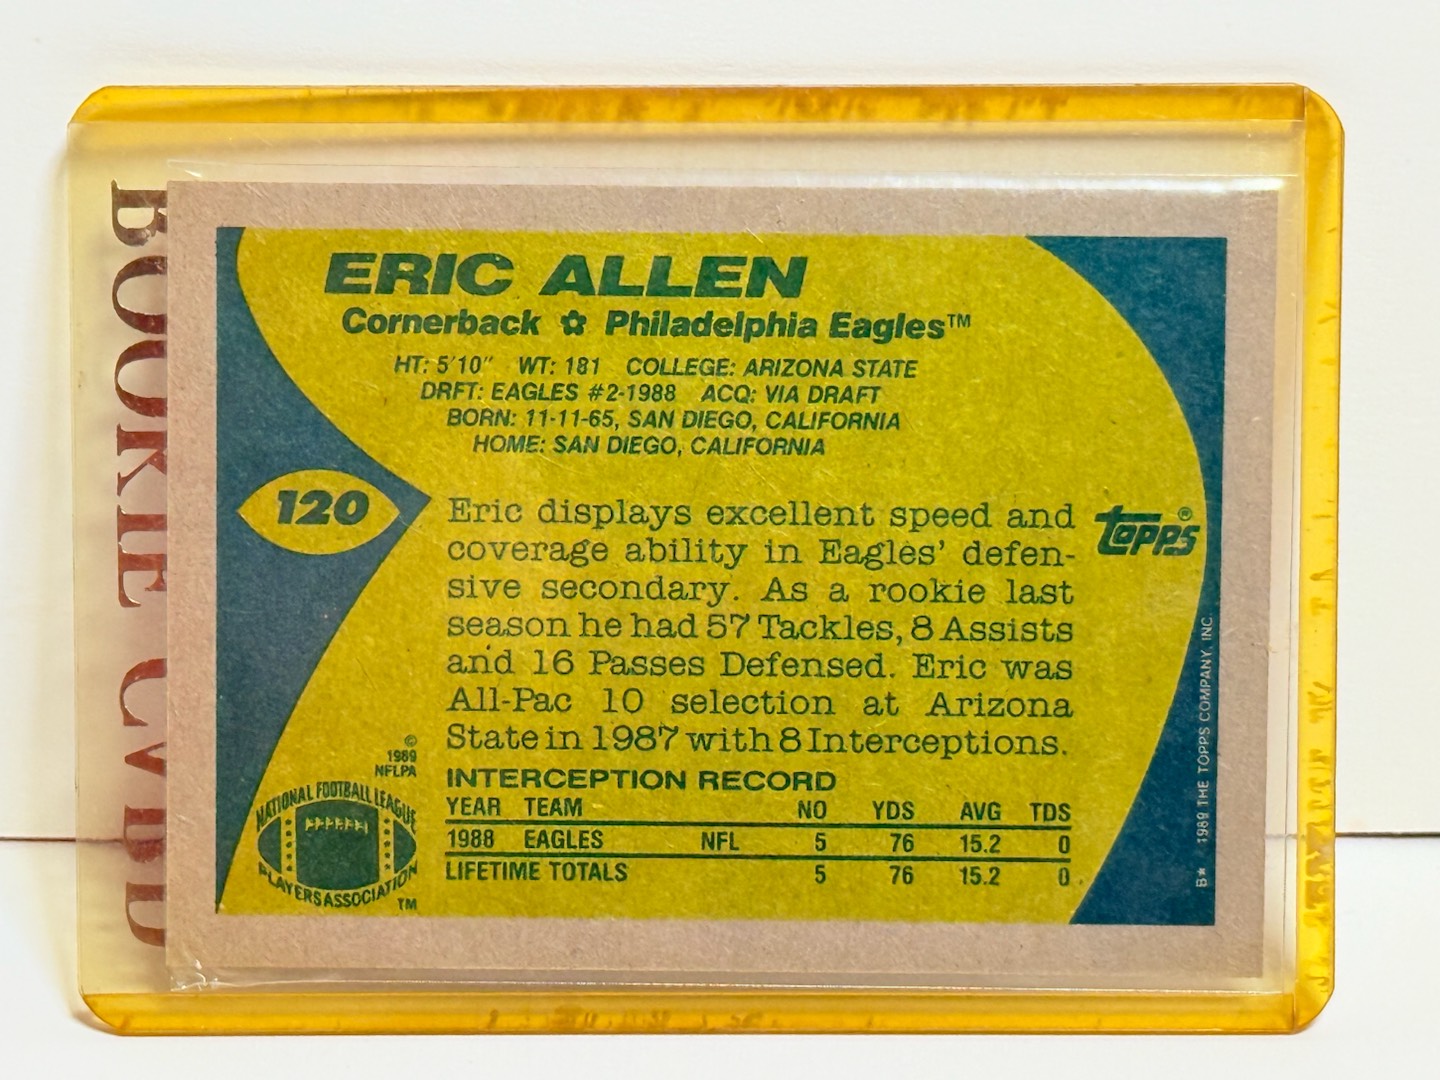 ERIC ALLEN
Cornerback ✿ Philadelphia Eagles™
HT: 5'10" WT: 181 COLLEGE: ARIZONA STATE
DRFT: EAGLES #2-1988 ACQ: VIA DRAFT
BORN: 11-11-65, SAN DIEGO, CALIFORNIA
HOME: SAN DIEGO, CALIFORNIA
120
Eric displays excellent speed and
coverage ability in Eagles' defen-
sive secondary. As a rookie last
season he had 57 Tackles, 8 Assists
and 16 Passes Defensed. Eric was
All-Pac 10 selection at Arizona
State in 1987 with 8 Interceptions.
topps®
INTERCEPTION RECORD
YEAR TEAM NO YDS AVG TDS
1988 EAGLES NFL 5 76 15.2 0
LIFETIME TOTALS 5 76 15.2 0
©
1989
NFLPA
NATIONAL FOOTBALL LEAGUE
PLAYERS ASSOCIATION
TM
B* 1989 THE TOPPS COMPANY, INC.